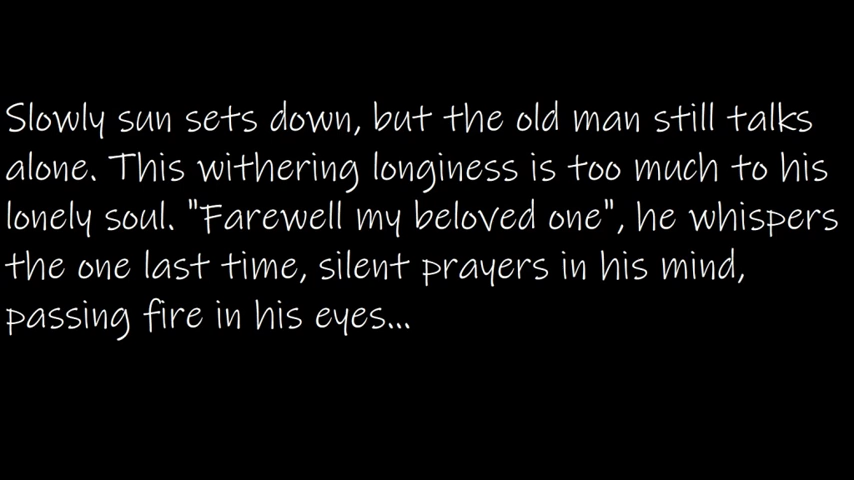 Slowly sun sets down, but the old man still talks
alone. This withering longiness is too much to his
lonely soul. "Farewell my beloved one", he whispers
the one last time, silent prayers in his mind,
passing fire in his eyes...